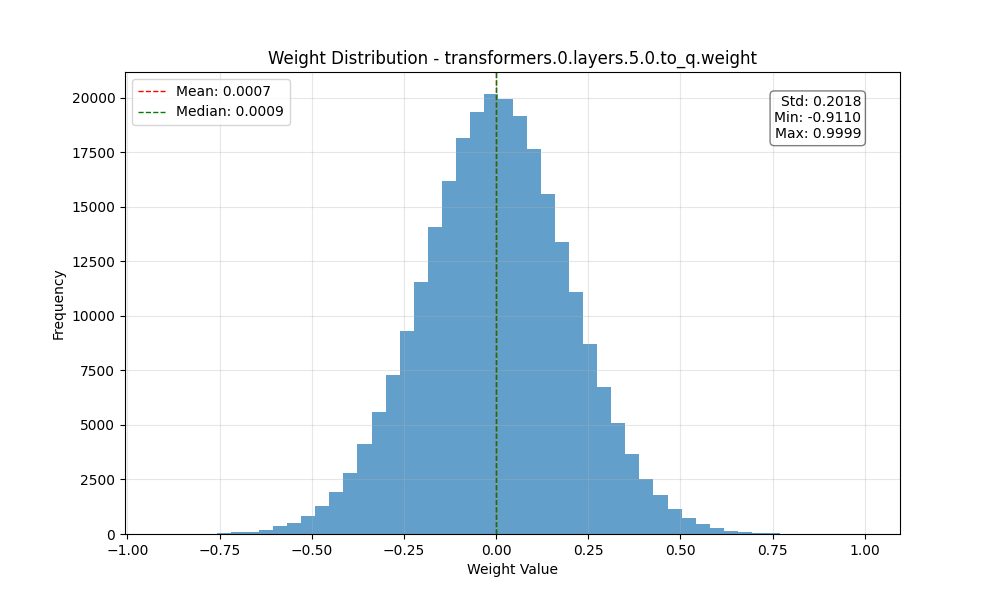 Weight Distribution - transformers.0.layers.5.0.to_q.weight
Mean: 0.0007
Median: 0.0009
Std: 0.2018
Min: -0.9110
Max: 0.9999
Frequency
20000
17500
15000
12500
10000
7500
5000
2500
0
−1.00 −0.75 −0.50 −0.25 0.00 0.25 0.50 0.75 1.00
Weight Value